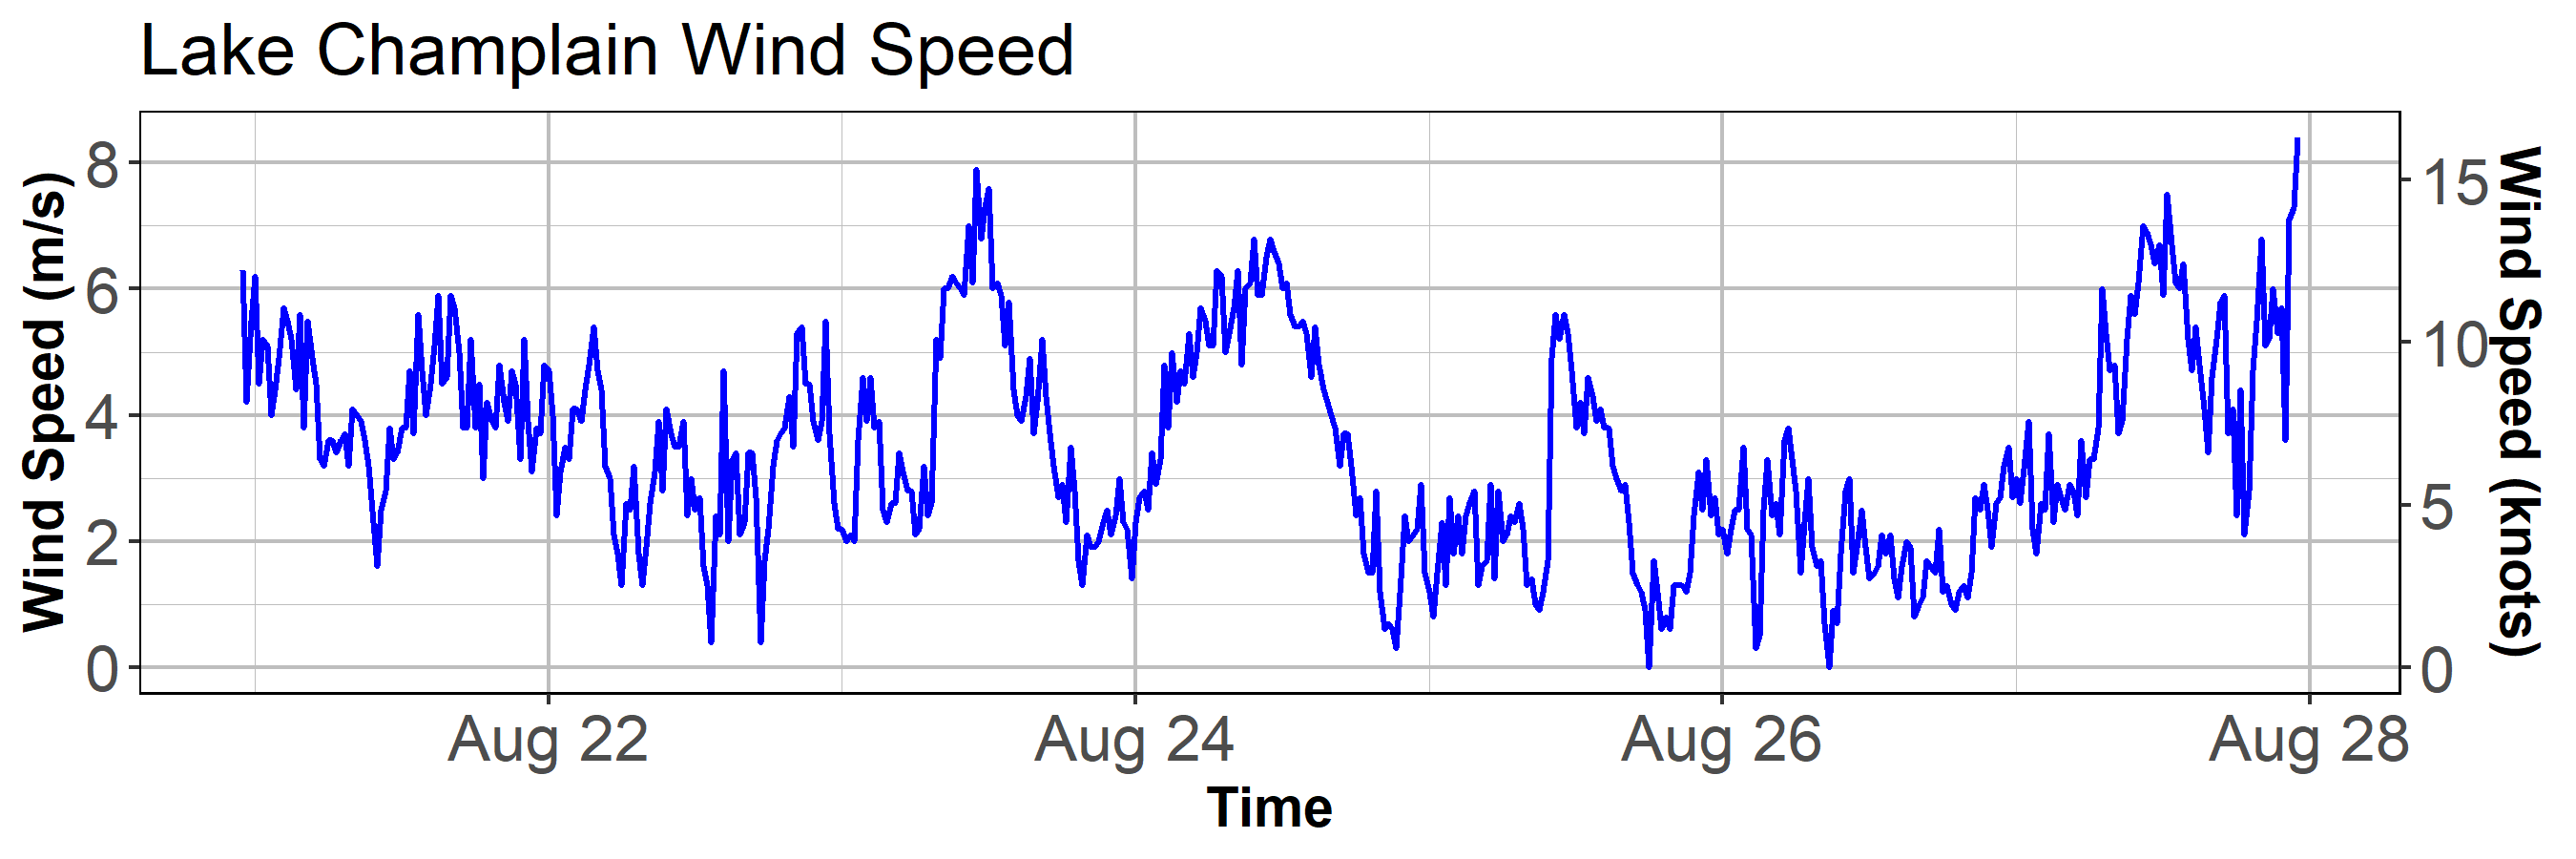 Lake Champlain Wind Speed
Wind Speed (m/s)
8
6
4
2
0
15
10
5
0
Wind Speed (knots)
Aug 22
Aug 24
Aug 26
Aug 28
Time